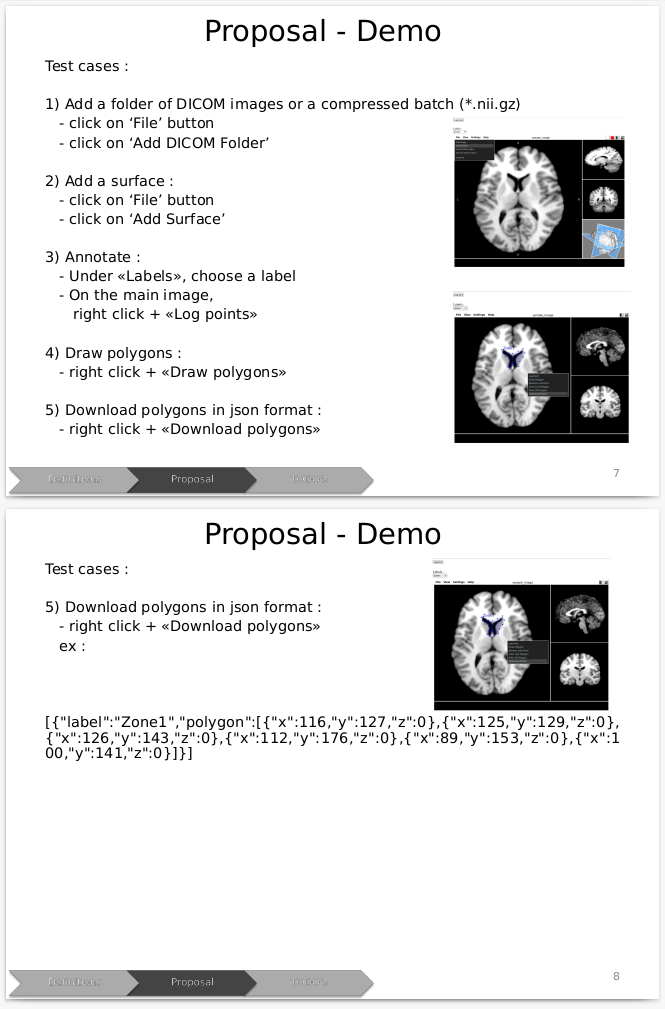 Proposal - Demo
Test cases :
1) Add a folder of DICOM images or a compressed batch (*.nii.gz)
- click on ‘File’ button
- click on ‘Add DICOM Folder’
2) Add a surface :
- click on ‘File’ button
- click on ‘Add Surface’
3) Annotate :
- Under «Labels», choose a label
- On the main image,
right click + «Log points»
4) Draw polygons :
- right click + «Draw polygons»
5) Download polygons in json format :
- right click + «Download polygons»
Definitions
Proposal
7
Proposal - Demo
Test cases :
5) Download polygons in json format :
- right click + «Download polygons»
ex :
[{"label":"Zone1","polygon":[{"x":116,"y":127,"z":0},{"x":125,"y":129,"z":0},
{"x":126,"y":143,"z":0},{"x":112,"y":176,"z":0},{"x":89,"y":153,"z":0},{"x":1
00,"y":141,"z":0}]}]
Definitions
Proposal
8